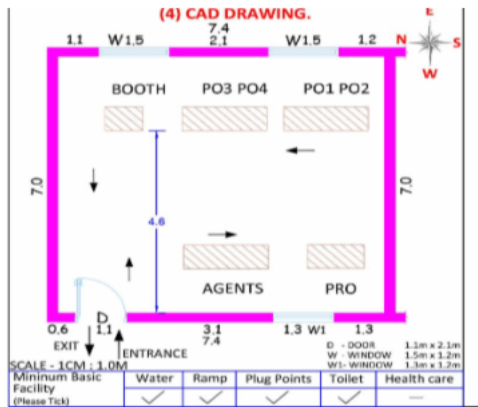 (4) CAD DRAWING.
E
N S
W
7.4
1.1 W1.5 2.1 W1.5 1.2
BOOTH PO3 PO4 PO1 PO2
7.0 7.0
4.6
AGENTS PRO
D
0.6 1.1 3.1 1.3 W1 1.3
7.4
EXIT ENTRANCE
D - DOOR 1.1m x 2.1m
W - WINDOW 1.5m x 1.2m
W1- WINDOW 1.3m x 1.2m
SCALE - 1CM : 1.0M
Mininum Basic Facility (Please Tick) Water Ramp Plug Points Toilet Health care